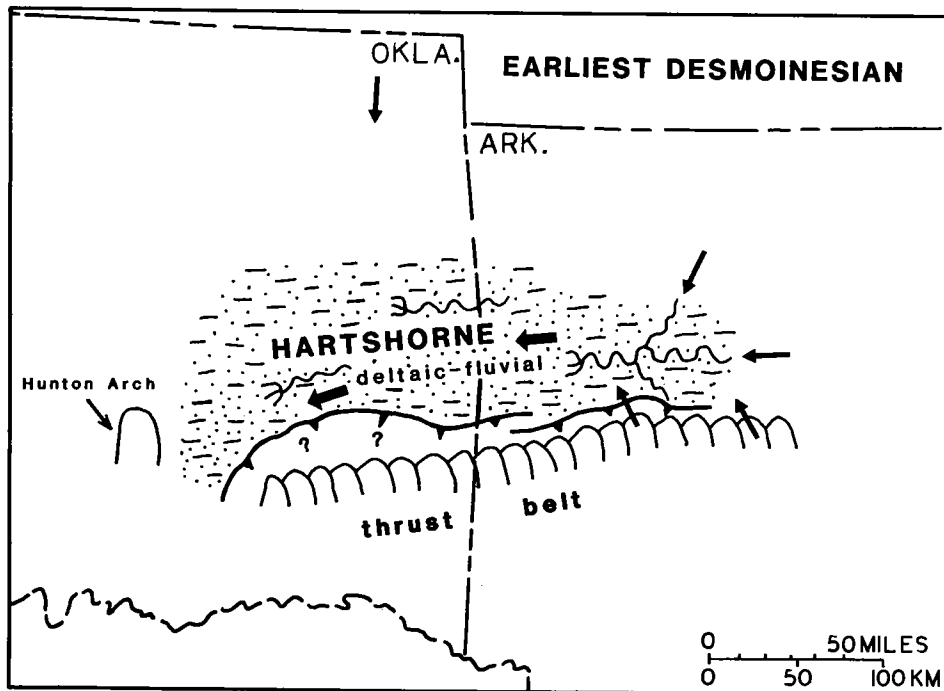 OKLA.
EARLIEST DESMOINESIAN
ARK.
HARTSHORNE
deltaic-fluvial
Hunton Arch
? ?
thrust belt
0 50 MILES
0 50 100 KM